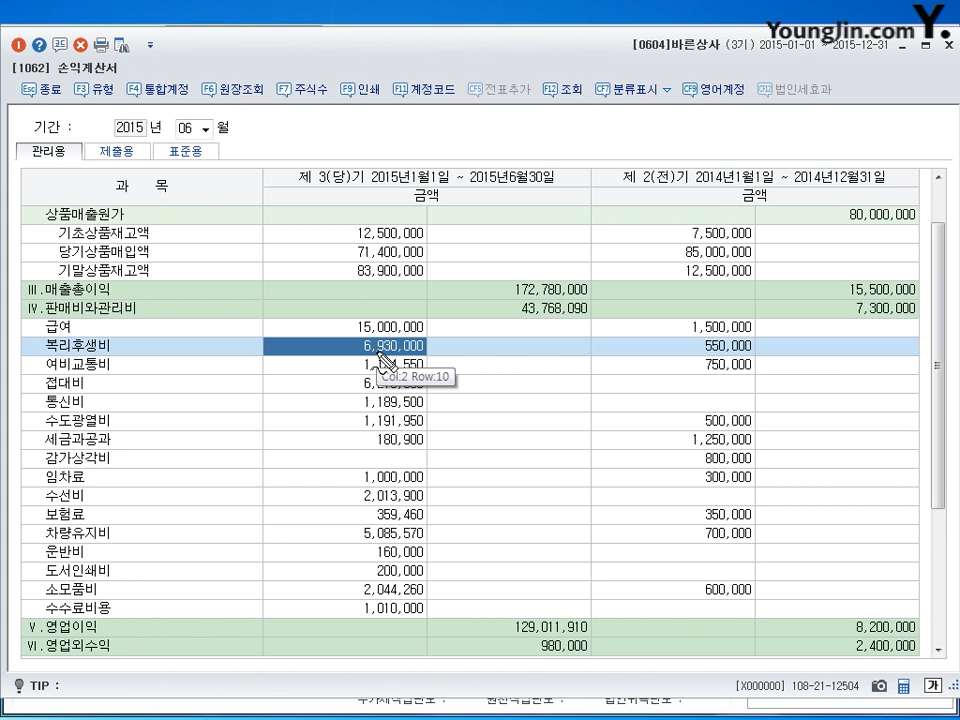 YoungJin.com Y.
[0604]바른상사 (3기) 2015-01-01 ~ 2015-12-31
[1062] 손익계산서
Esc 종료 F3 유형 F4 통합계정 F6 원장조회 F7 주식수 F9 인쇄 F11 계정코드 CF5 전표추가 F12 조회 CF7 분류표시 CF9 영어계정 CF12 법인세효과
기간 : 2015 년 06 월
관리용 제출용 표준용
과 목 제 3(당)기 2015년1월1일 ~ 2015년6월30일 제 2(전)기 2014년1월1일 ~ 2014년12월31일
금액 금액
상품매출원가 80,000,000
기초상품재고액 12,500,000 7,500,000
당기상품매입액 71,400,000 85,000,000
기말상품재고액 83,900,000 12,500,000
Ⅲ.매출총이익 172,780,000 15,500,000
Ⅳ.판매비와관리비 43,768,090 7,300,000
급여 15,000,000 1,500,000
복리후생비 6,930,000 550,000
여비교통비 750,000
Col:2 Row:10
접대비
통신비 1,189,500
수도광열비 1,191,950 500,000
세금과공과 180,900 1,250,000
감가상각비 800,000
임차료 1,000,000 300,000
수선비 2,013,900
보험료 359,460 350,000
차량유지비 5,085,570 700,000
운반비 160,000
도서인쇄비 200,000
소모품비 2,044,260 600,000
수수료비용 1,010,000
Ⅴ.영업이익 129,011,910 8,200,000
Ⅵ.영업외수익 980,000 2,400,000
TIP : [X000000] 108-21-12504 가